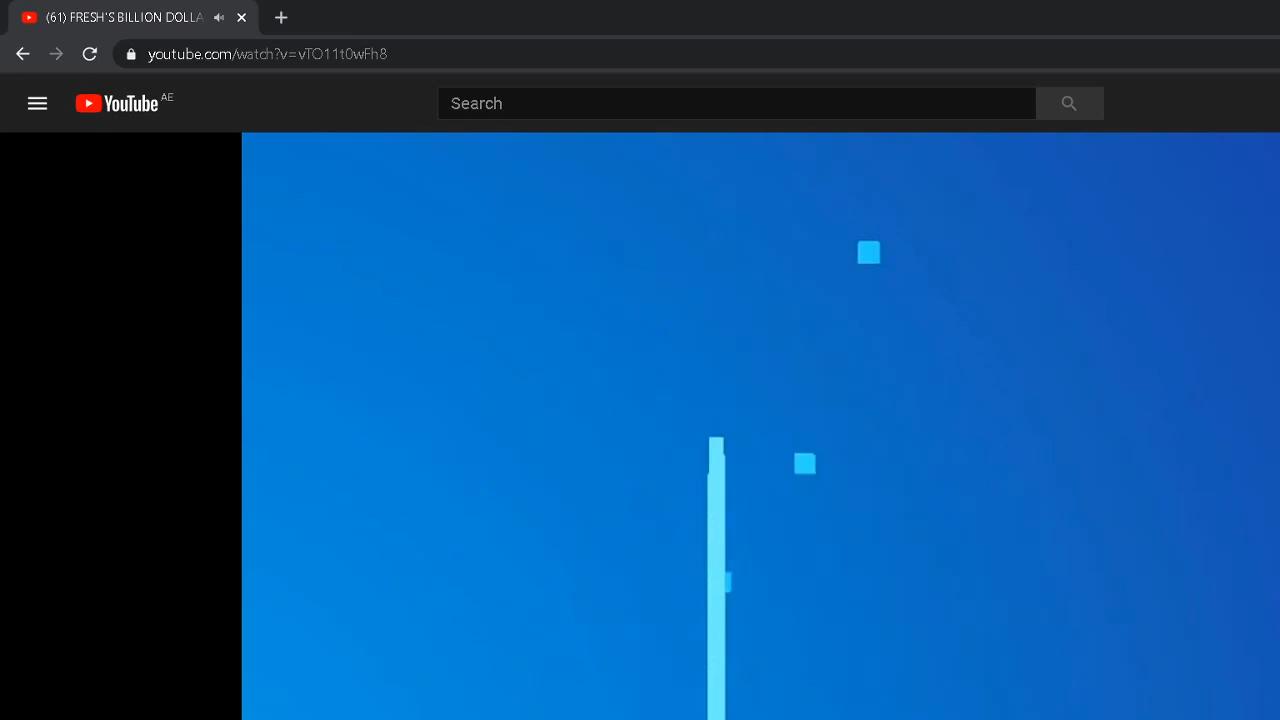 (61) FRESH'S BILLION DOLLA
youtube.com/watch?v=vTO11t0wFh8
YouTube AE
Search